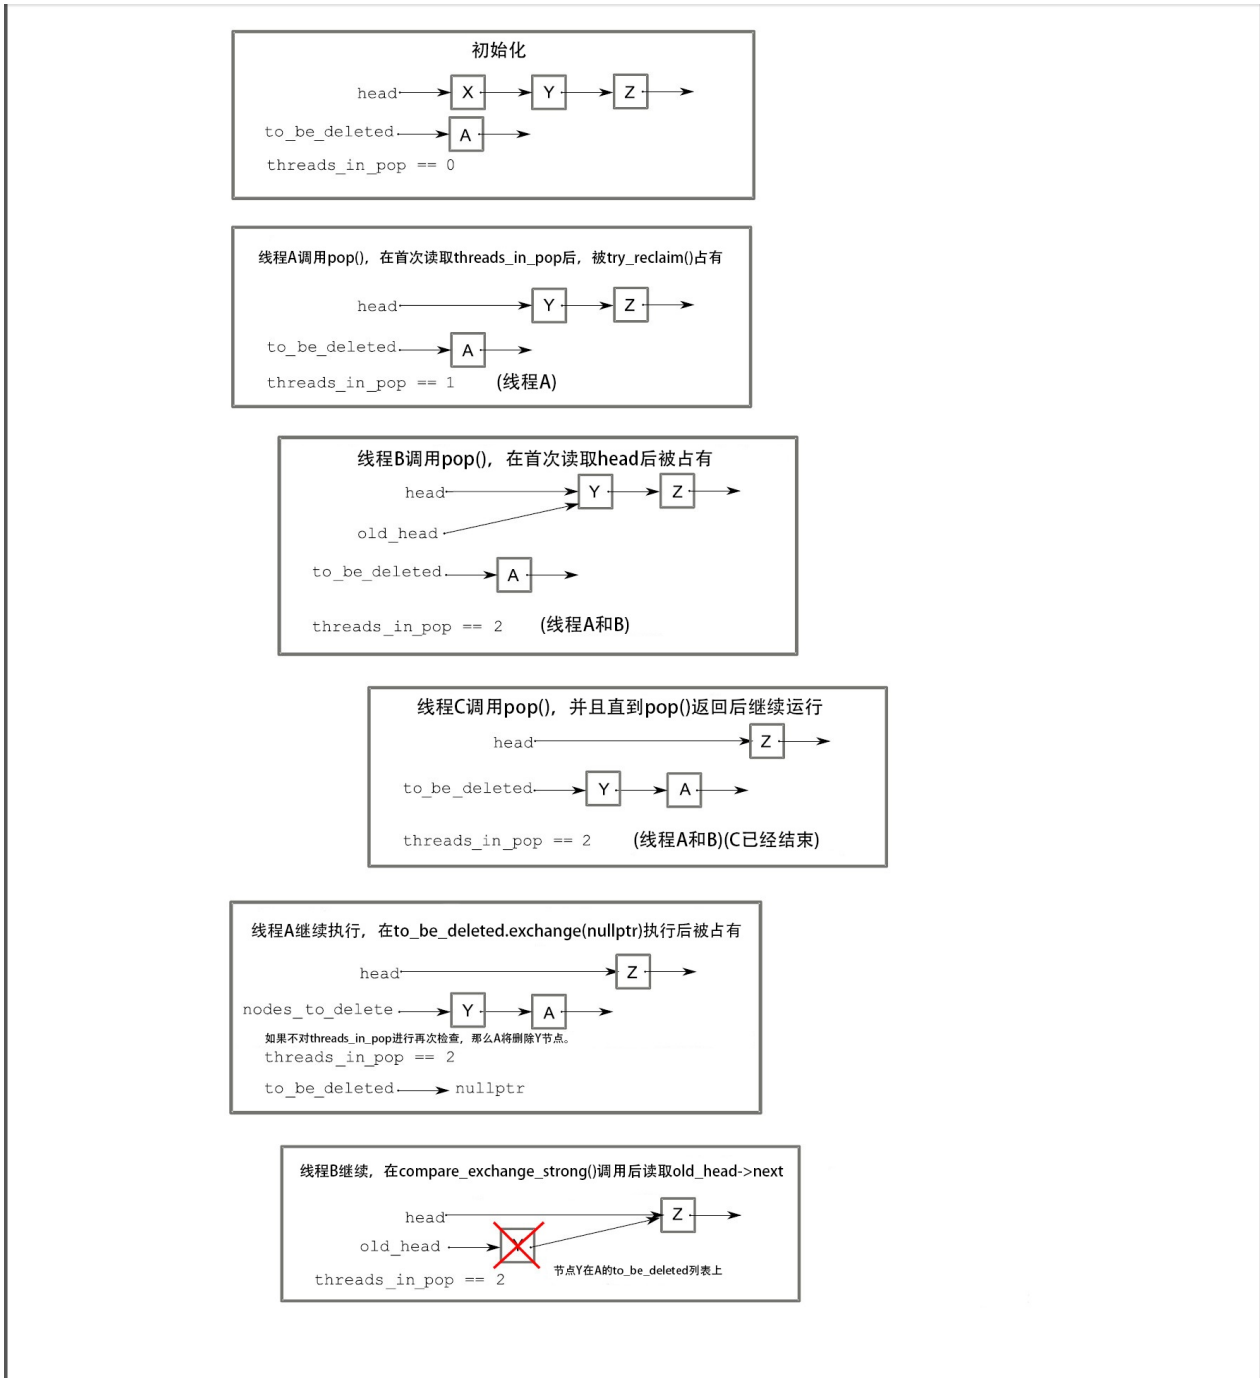 初始化
head X Y Z
to_be_deleted A
threads_in_pop == 0
线程A调用pop()，在首次读取threads_in_pop后，被try_reclaim()占有
head Y Z
to_be_deleted A
threads_in_pop == 1 (线程A)
线程B调用pop()，在首次读取head后被占有
head Y Z
old_head
to_be_deleted A
threads_in_pop == 2 (线程A和B)
线程C调用pop()，并且直到pop()返回后继续运行
head Z
to_be_deleted Y A
threads_in_pop == 2 (线程A和B)(C已经结束)
线程A继续执行，在to_be_deleted.exchange(nullptr)执行后被占有
head Z
nodes_to_delete Y A
如果不对threads_in_pop进行再次检查，那么A将删除Y节点。
threads_in_pop == 2
to_be_deleted nullptr
线程B继续，在compare_exchange_strong()调用后读取old_head->next
head Z
old_head Y
节点Y在A的to_be_deleted列表上
threads_in_pop == 2